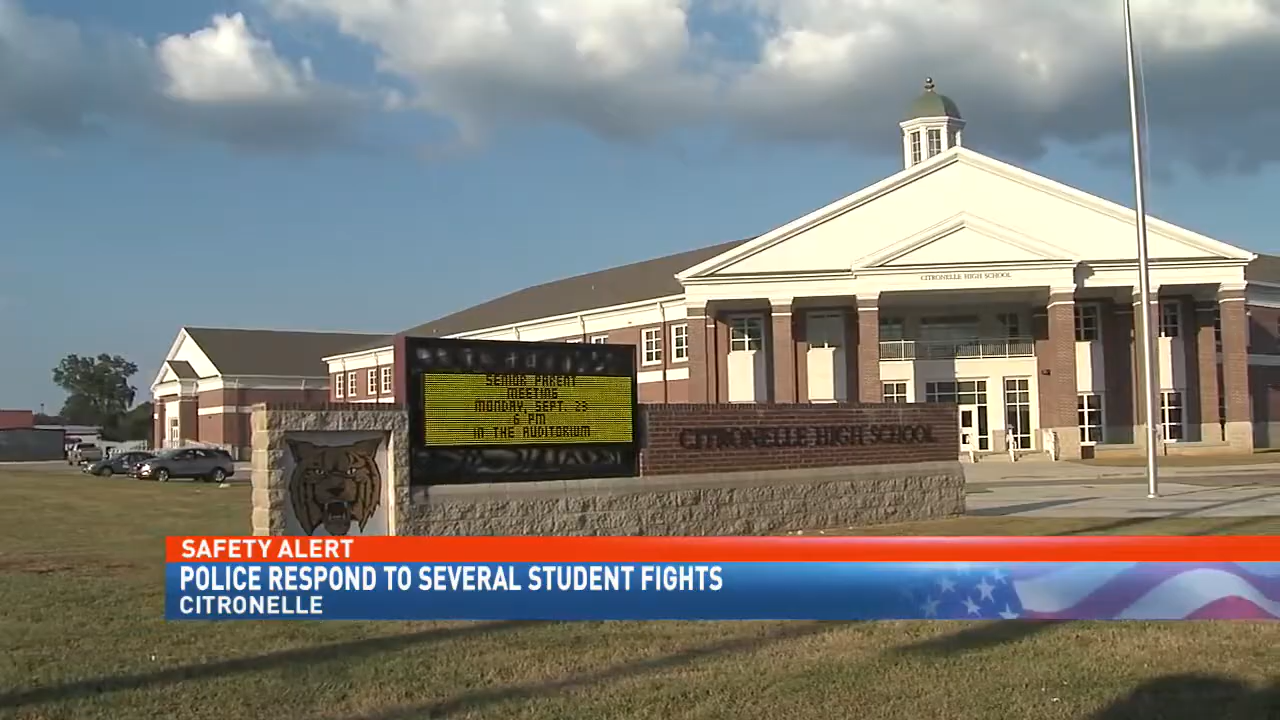 CITRONELLE HIGH SCHOOL
SENIOR PARENT
MEETING
MONDAY, SEPT. 23
6 PM
IN THE AUDITORIUM
CITRONELLE HIGH SCHOOL
SAFETY ALERT
POLICE RESPOND TO SEVERAL STUDENT FIGHTS
CITRONELLE